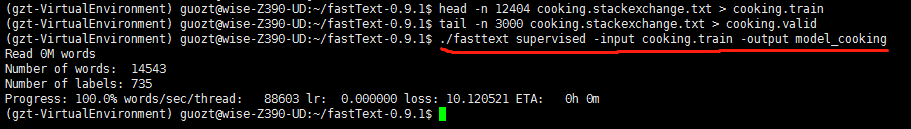 (gzt-VirtualEnvironment) guozt@wise-Z390-UD:~/fastText-0.9.1$ head -n 12404 cooking.stackexchange.txt > cooking.train
(gzt-VirtualEnvironment) guozt@wise-Z390-UD:~/fastText-0.9.1$ tail -n 3000 cooking.stackexchange.txt > cooking.valid
(gzt-VirtualEnvironment) guozt@wise-Z390-UD:~/fastText-0.9.1$ ./fasttext supervised -input cooking.train -output model_cooking
Read 0M words
Number of words:  14543
Number of labels: 735
Progress: 100.0% words/sec/thread:   88603 lr:  0.000000 loss: 10.120521 ETA:   0h 0m
(gzt-VirtualEnvironment) guozt@wise-Z390-UD:~/fastText-0.9.1$